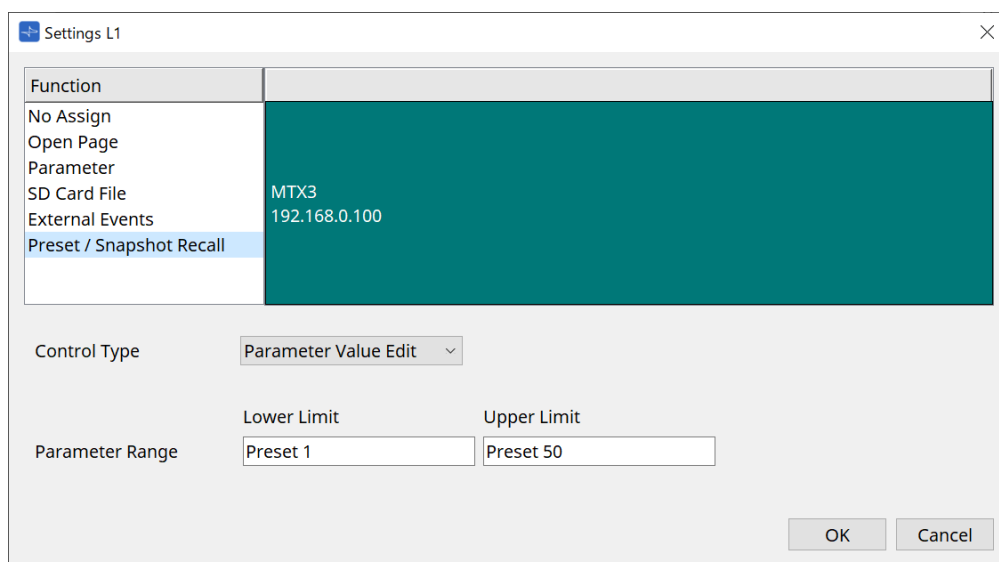 Settings L1
Function
No Assign
Open Page
Parameter
SD Card File
External Events
Preset / Snapshot Recall
MTX3
192.168.0.100
Control Type
Parameter Value Edit
Lower Limit
Upper Limit
Parameter Range
Preset 1
Preset 50
OK
Cancel